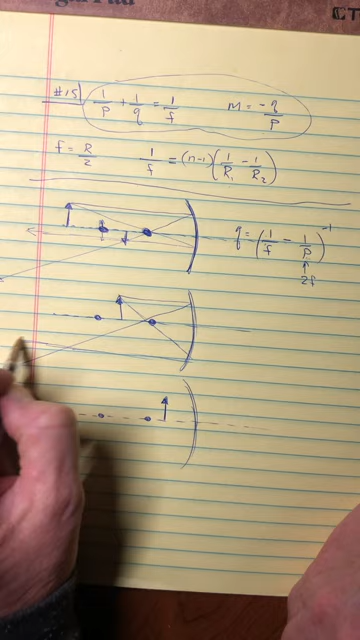 #15) 1/p + 1/q = 1/f M = -q/p
f = R/2 1/f = (n-1)(1/R₁ - 1/R₂)
q = (1/f - 1/p)⁻¹
↑
2f